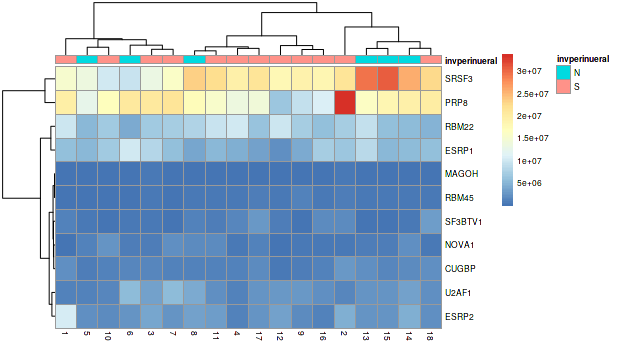 invperinueral
invperinueral
SRSF3
N
PRP8
S
RBM22
3e+07
ESRP1
2.5e+07
MAGOH
2e+07
RBM45
1.5e+07
SF3BTV1
1e+07
NOVA1
5e+06
CUGBP
U2AF1
ESRP2
1 5 10 6 3 7 8 11 4 17 12 9 16 2 13 15 14 18